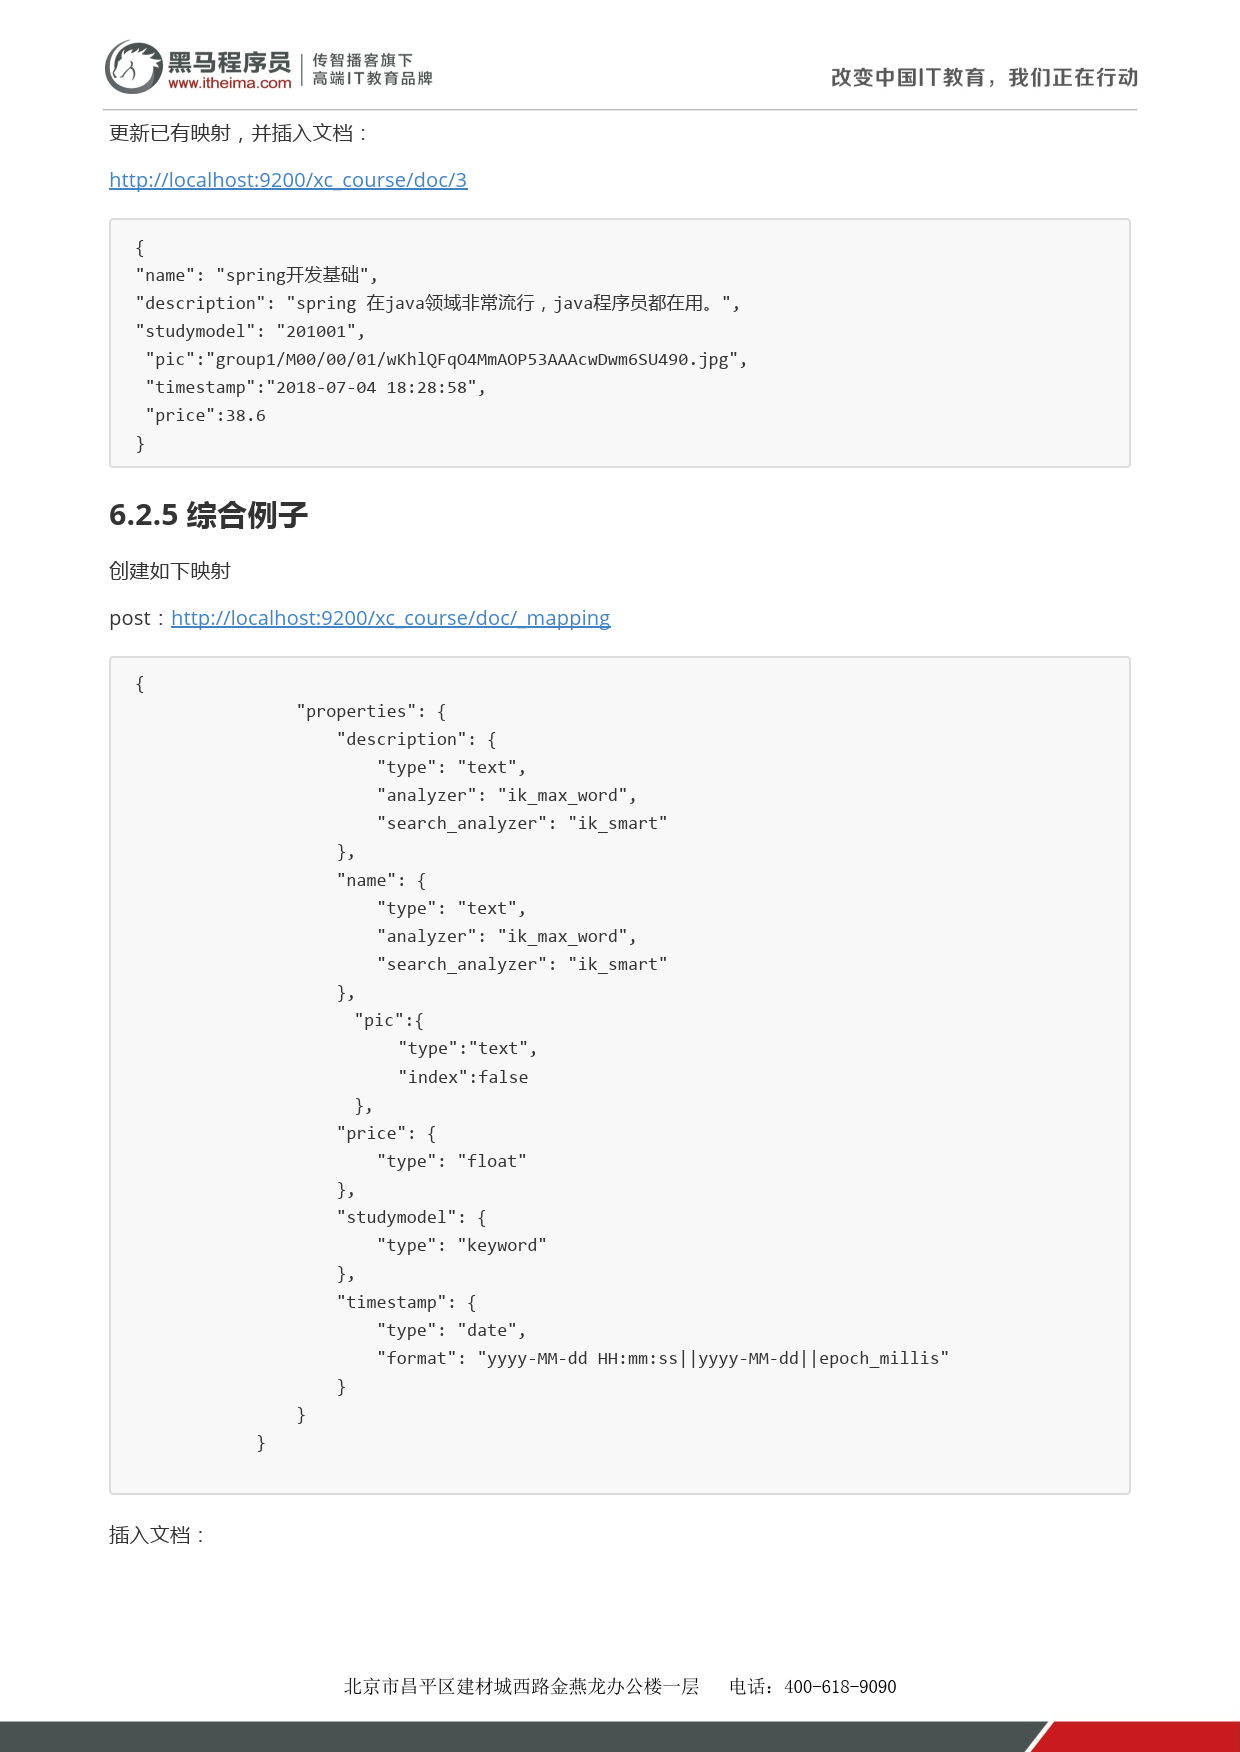 黑马程序员
www.itheima.com
传智播客旗下
高端IT教育品牌
改变中国IT教育，我们正在行动
更新已有映射，并插入文档：
http://localhost:9200/xc_course/doc/3
{
"name": "spring开发基础",
"description": "spring 在java领域非常流行，java程序员都在用。",
"studymodel": "201001",
 "pic":"group1/M00/00/01/wKhlQFqO4MmAOP53AAAcwDwm6SU490.jpg",
 "timestamp":"2018-07-04 18:28:58",
 "price":38.6
}
6.2.5 综合例子
创建如下映射
post：http://localhost:9200/xc_course/doc/_mapping
{
                "properties": {
                    "description": {
                        "type": "text",
                        "analyzer": "ik_max_word",
                        "search_analyzer": "ik_smart"
                    },
                    "name": {
                        "type": "text",
                        "analyzer": "ik_max_word",
                        "search_analyzer": "ik_smart"
                    },
                      "pic":{
                          "type":"text",
                          "index":false
                      },
                    "price": {
                        "type": "float"
                    },
                    "studymodel": {
                        "type": "keyword"
                    },
                    "timestamp": {
                        "type": "date",
                        "format": "yyyy-MM-dd HH:mm:ss||yyyy-MM-dd||epoch_millis"
                    }
                }
            }
插入文档：
北京市昌平区建材城西路金燕龙办公楼一层 电话：400-618-9090